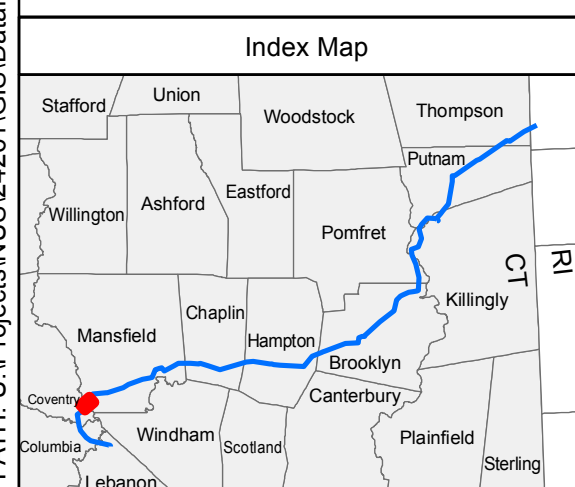 Index Map
Stafford
Union
Woodstock
Thompson
Putnam
Willington
Ashford
Eastford
Pomfret
CT
RI
Killingly
Chaplin
Mansfield
Hampton
Brooklyn
Coventry
Canterbury
Columbia
Windham
Scotland
Plainfield
Sterling
Lebanon